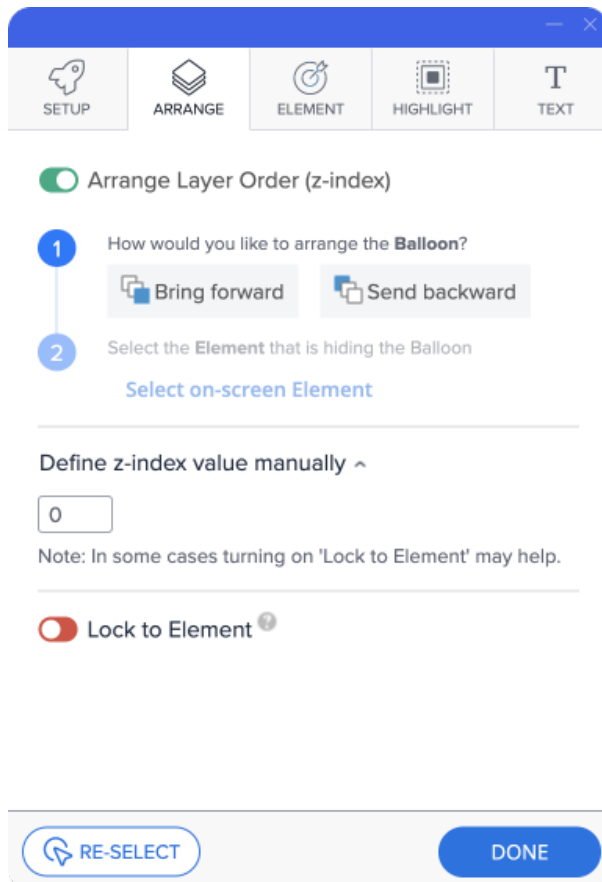 SETUP
ARRANGE
ELEMENT
HIGHLIGHT
T
TEXT
Arrange Layer Order (z-index)
1
How would you like to arrange the Balloon?
Bring forward
Send backward
2
Select the Element that is hiding the Balloon
Select on-screen Element
Define z-index value manually
0
Note: In some cases turning on 'Lock to Element' may help.
Lock to Element ?
RE-SELECT
DONE